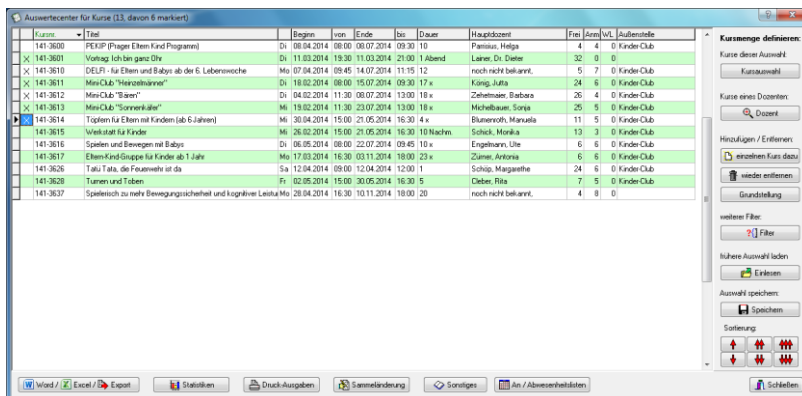 Auswertecenter für Kurse (13, davon 6 markiert)
Kursnr. Titel Beginn von Ende bis Dauer Hauptdozent Frei Anm WL Außenstelle
141-3600 PEKIP (Prager Eltern Kind Programm) Di 08.04.2014 08:00 08.07.2014 09:30 10 Parrisius, Helga 4 4 0 Kinder-Club
X 141-3601 Vortrag: Ich bin ganz Ohr Di 11.03.2014 19:30 11.03.2014 21:00 1 Abend Lainer, Dr. Dieter 32 0 0
141-3610 DELFI - für Eltern und Babys ab der 6. Lebenswoche Mo 07.04.2014 09:45 14.07.2014 11:15 12 noch nicht bekannt, 5 7 0 Kinder-Club
X 141-3611 Mini-Club "Heinzelmänner" Di 18.02.2014 08:00 15.07.2014 09:30 17 x König, Jutta 24 6 0 Kinder-Club
X 141-3612 Mini-Club "Bären" Di 04.02.2014 11:30 08.07.2014 13:00 18 x Zehetmaier, Barbara 26 4 0 Kinder-Club
X 141-3613 Mini-Club "Sonnenkäfer" Mi 19.02.2014 11:30 23.07.2014 13:00 18 x Michelbauer, Sonja 25 5 0 Kinder-Club
X 141-3614 Töpfern für Eltern mit Kindern (ab 6 Jahren) Mi 30.04.2014 15:00 21.05.2014 16:30 4 x Blumenroth, Manuela 11 5 0 Kinder-Club
141-3615 Werkstatt für Kinder Mi 26.02.2014 15:00 21.05.2014 16:30 10 Nachm. Schick, Monika 13 3 0 Kinder-Club
141-3616 Spielen und Bewegen mit Babys Di 06.05.2014 08:00 22.07.2014 09:45 10 x Engelmann, Ute 6 6 0 Kinder-Club
141-3617 Eltern-Kind-Gruppe für Kinder ab 1 Jahr Mo 17.03.2014 16:30 03.11.2014 18:00 23 x Zürner, Antonia 6 6 0 Kinder-Club
X 141-3626 Tatü Tata, die Feuerwehr ist da Sa 12.04.2014 09:00 12.04.2014 12:00 1 Schöp, Margarethe 24 6 0 Kinder-Club
141-3628 Turnen und Toben Fr 02.05.2014 15:00 30.05.2014 16:30 5 Cleber, Rita 7 5 0 Kinder-Club
141-3637 Spielerisch zu mehr Bewegungssicherheit und kognitiver Leistu Mo 28.04.2014 16:30 10.11.2014 18:00 20 noch nicht bekannt, 4 8 0
Kursmenge definieren:
Kurse dieser Auswahl:
Kursauswahl
Kurse eines Dozenten:
Dozent
Hinzufügen / Entfernen:
einzelnen Kurs dazu
wieder entfernen
Grundstellung
weiterer Filter:
Filter
frühere Auswahl laden
Einlesen
Auswahl speichern:
Speichern
Sortierung:
Word / Excel / Export Statistiken Druck-Ausgaben Sammeländerung Sonstiges An / Abwesenheitslisten Schließen